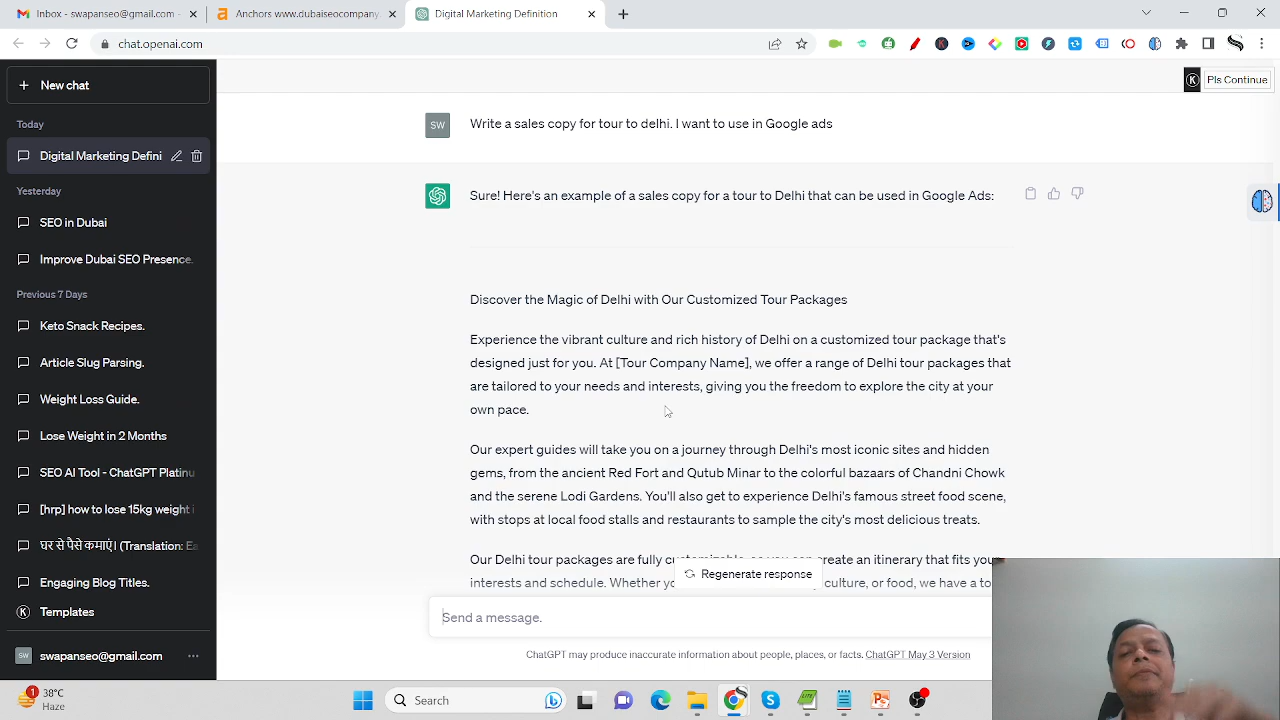 Inbox - swapanseo@gmail.com -
Anchors www.dubaiseocompany
Digital Marketing Definition
chat.openai.com
New chat
K Pls Continue
Today
Digital Marketing Defini
Yesterday
SEO in Dubai
Improve Dubai SEO Presence.
Previous 7 Days
Keto Snack Recipes.
Article Slug Parsing.
Weight Loss Guide.
Lose Weight in 2 Months
SEO AI Tool - ChatGPT Platinu
[hrp] how to lose 15kg weight i
घर बैठे पैसे कैसे कमाएं। (Translation: Ea
Engaging Blog Titles.
K Templates
SW swapanseo@gmail.com
SW Write a sales copy for tour to delhi. I want to use in Google ads
Sure! Here's an example of a sales copy for a tour to Delhi that can be used in Google Ads:
Discover the Magic of Delhi with Our Customized Tour Packages
Experience the vibrant culture and rich history of Delhi on a customized tour package that's
designed just for you. At [Tour Company Name], we offer a range of Delhi tour packages that
are tailored to your needs and interests, giving you the freedom to explore the city at your
own pace.
Our expert guides will take you on a journey through Delhi's most iconic sites and hidden
gems, from the ancient Red Fort and Qutub Minar to the colorful bazaars of Chandni Chowk
and the serene Lodi Gardens. You'll also get to experience Delhi's famous street food scene,
with stops at local food stalls and restaurants to sample the city's most delicious treats.
Our Delhi tour packages are fully so you can create an itinerary that fits you
interests and schedule. Whether culture, or food, we have a to
Regenerate response
Send a message.
ChatGPT may produce inaccurate information about people, places, or facts. ChatGPT May 3 Version
1
38°C
Haze
Search